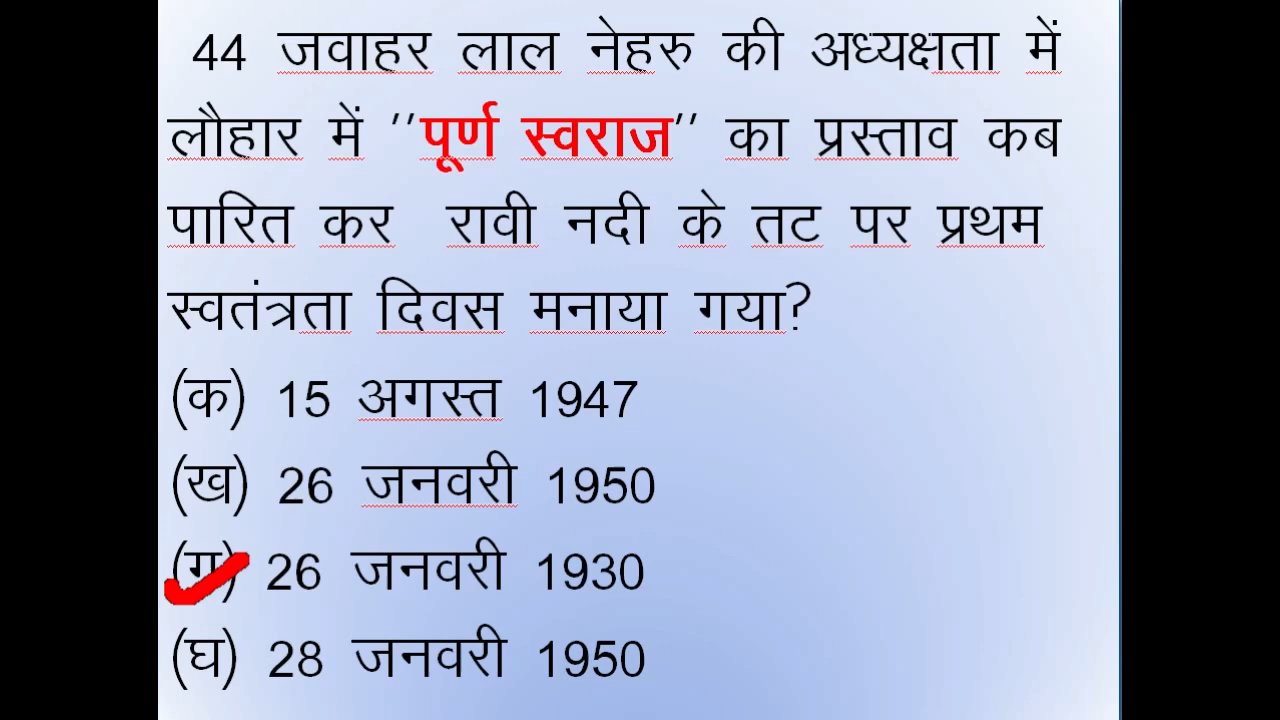 44 जवाहर लाल नेहरु की अध्यक्षता में
लौहार में ''पूर्ण स्वराज'' का प्रस्ताव कब
पारित कर रावी नदी के तट पर प्रथम
स्वतंत्रता दिवस मनाया गया?
(क) 15 अगस्त 1947
(ख) 26 जनवरी 1950
(ग) 26 जनवरी 1930
(घ) 28 जनवरी 1950